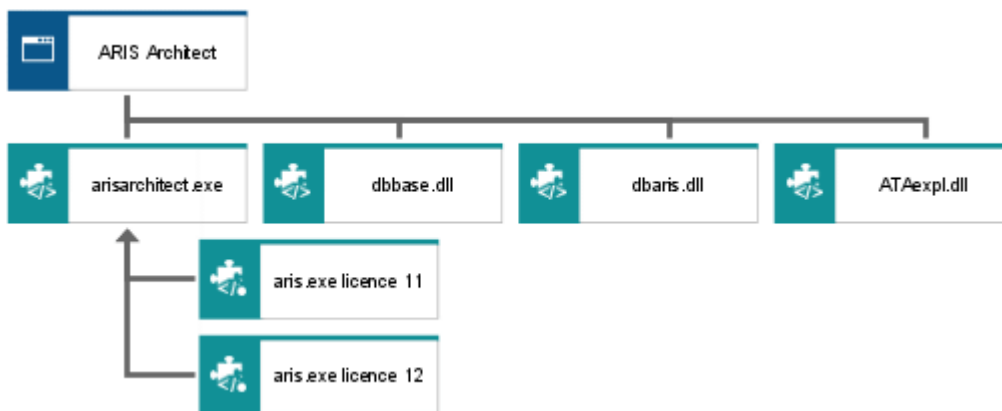 ARIS Architect
arisarchitect.exe
dbbase.dll
dbaris.dll
ATAexpl.dll
aris.exe licence 11
aris.exe licence 12